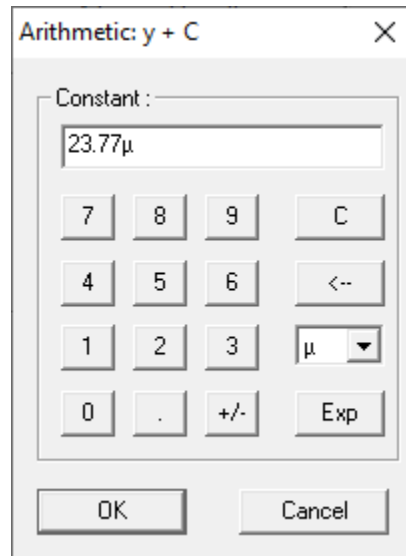 Arithmetic: y + C
Constant :
23.77µ
7 8 9 C
4 5 6 <--
1 2 3 µ
0 . +/- Exp
OK Cancel